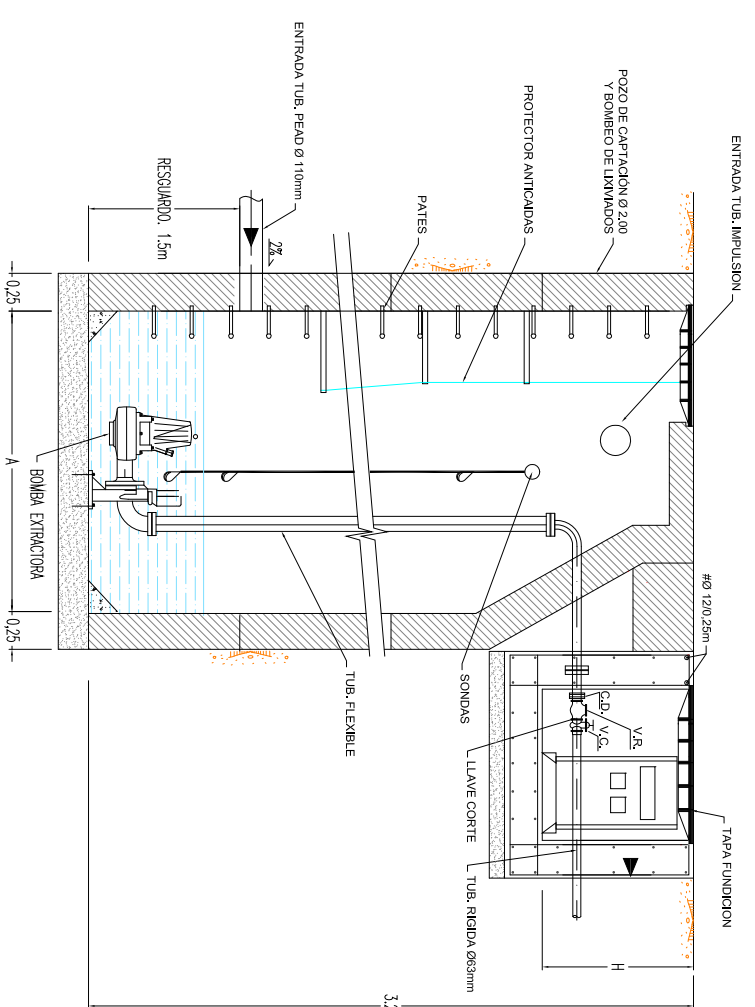 ENTRADA TUB. IMPULSION
POZO DE CAPTACIÓN Ø 2,00
Y BOMBEO DE LIXIVIADOS
PROTECTOR ANTICAIDAS
PATES
ENTRADA TUB. PEAD Ø 110mm
2%
RESGUARDO. 1.5m
0,25
A
0,25
BOMBA EXTRACTORA
TUB. FLEXIBLE
SONDAS
#Ø 12/0,25m
C.D.
V.R.
V.C.
LLAVE CORTE
TUB. RIGIDA Ø63mm
TAPA FUNDICION
H